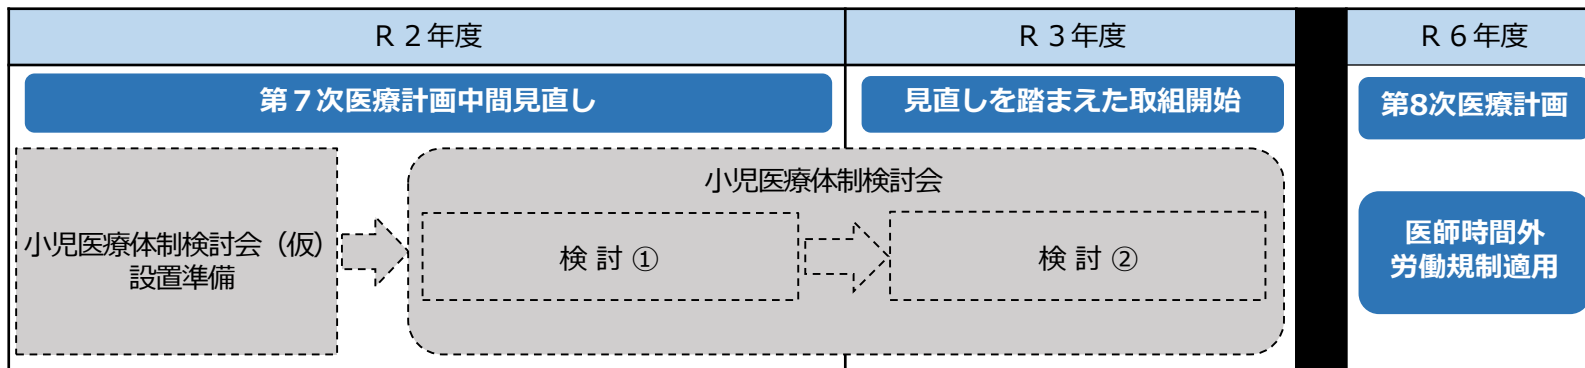 R2年度
R3年度
R6年度
第7次医療計画中間見直し
見直しを踏まえた取組開始
第8次医療計画
小児医療体制検討会（仮）
設置準備
小児医療体制検討会
検討①
検討②
医師時間外
労働規制適用